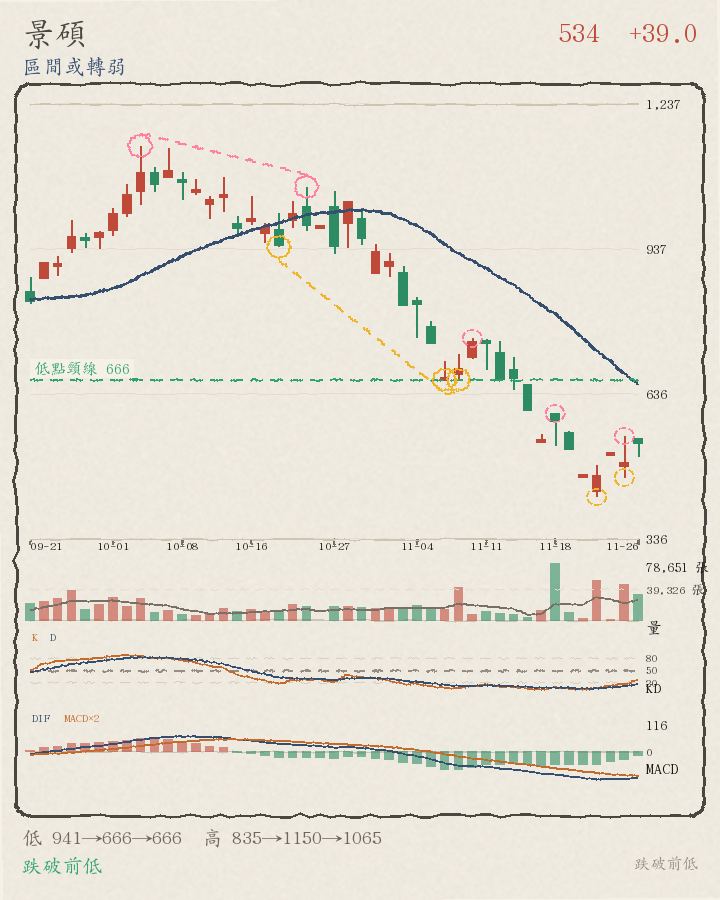 景碩
534 +39.0
區間或轉弱
1,237
937
低點頸線 666
636
336
09-21 10-01 10-08 10-16 10-27 11-04 11-11 11-18 11-26
78,651 張
39,326 張
量
K D
80
50
20
KD
DIF MACD×2
116
0
MACD
低 941→666→666 高 835→1150→1065
跌破前低
跌破前低